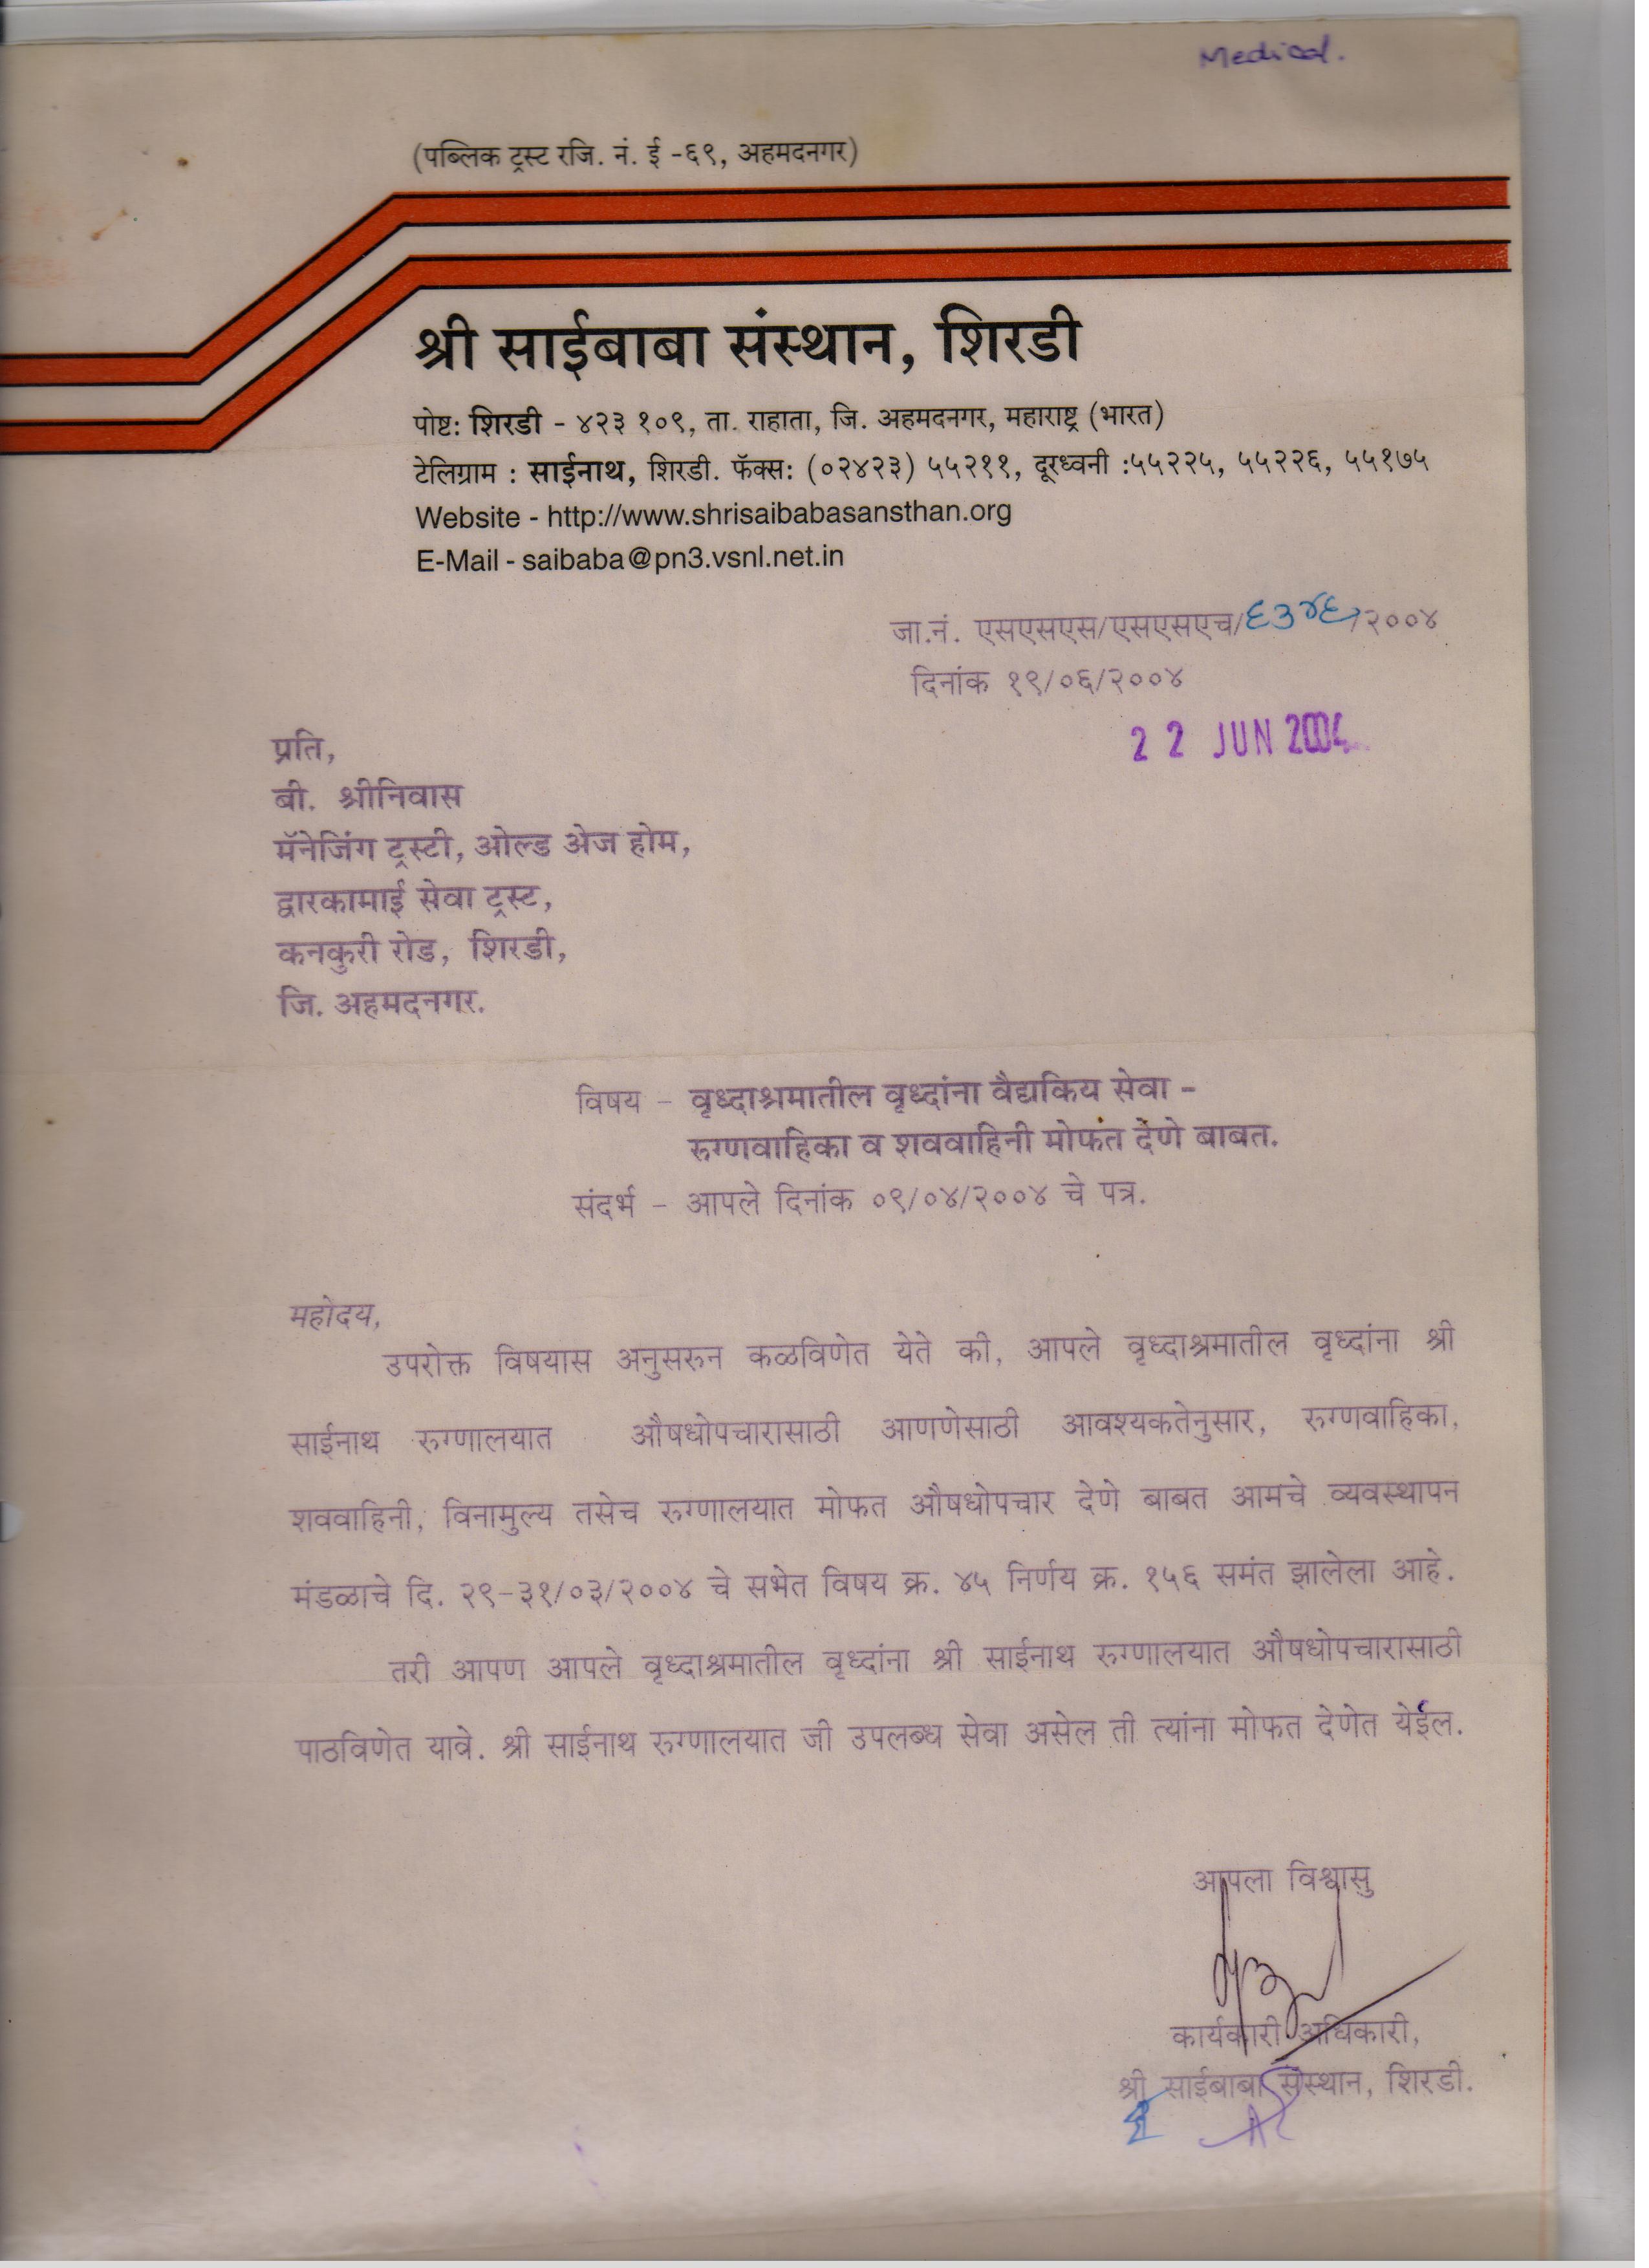 Medical.
(पब्लिक ट्रस्ट रजि. नं. ई -६९, अहमदनगर)
श्री साईबाबा संस्थान, शिरडी
पोष्ट: शिरडी - ४२३ १०९, ता. राहाता, जि. अहमदनगर, महाराष्ट्र (भारत)
टेलिग्राम : साईनाथ, शिरडी. फॅक्स: (०२४२३) ५५२११, दूरध्वनी :५५२२५, ५५२२६, ५५१७५
Website - http://www.shrisaibabasansthan.org
E-Mail - saibaba@pn3.vsnl.net.in
जा.नं. एसएसएस/एसएसएच/६३४६/२००४
दिनांक १९/०६/२००४
22 JUN 2004
प्रति,
बी. श्रीनिवास
मॅनेजिंग ट्रस्टी, ओल्ड अेज होम,
द्वारकामाई सेवा ट्रस्ट,
कनकुरी रोड, शिरडी,
जि. अहमदनगर.
विषय - वृध्दाश्रमातील वृध्दांना वैद्यकिय सेवा -
रुग्णवाहिका व शववाहिनी मोफत देणे बाबत.
संदर्भ - आपले दिनांक ०९/०४/२००४ चे पत्र.
महोदय,
उपरोक्त विषयास अनुसरुन कळविणेत येते की, आपले वृध्दाश्रमातील वृध्दांना श्री
साईनाथ रुग्णालयात औषधोपचारासाठी आणणेसाठी आवश्यकतेनुसार, रुग्णवाहिका,
शववाहिनी, विनामुल्य तसेच रुग्णालयात मोफत औषधोपचार देणे बाबत आमचे व्यवस्थापन
मंडळाचे दि. २९-३१/०३/२००४ चे सभेत विषय क्र. ४५ निर्णय क्र. १५६ समंत झालेला आहे.
तरी आपण आपले वृध्दाश्रमातील वृध्दांना श्री साईनाथ रुग्णालयात औषधोपचारासाठी
पाठविणेत यावे. श्री साईनाथ रुग्णालयात जी उपलब्ध सेवा असेल ती त्यांना मोफत देणेत येईल.
आपला विश्वासु
कार्यकारी अधिकारी,
श्री साईबाबा संस्थान, शिरडी.